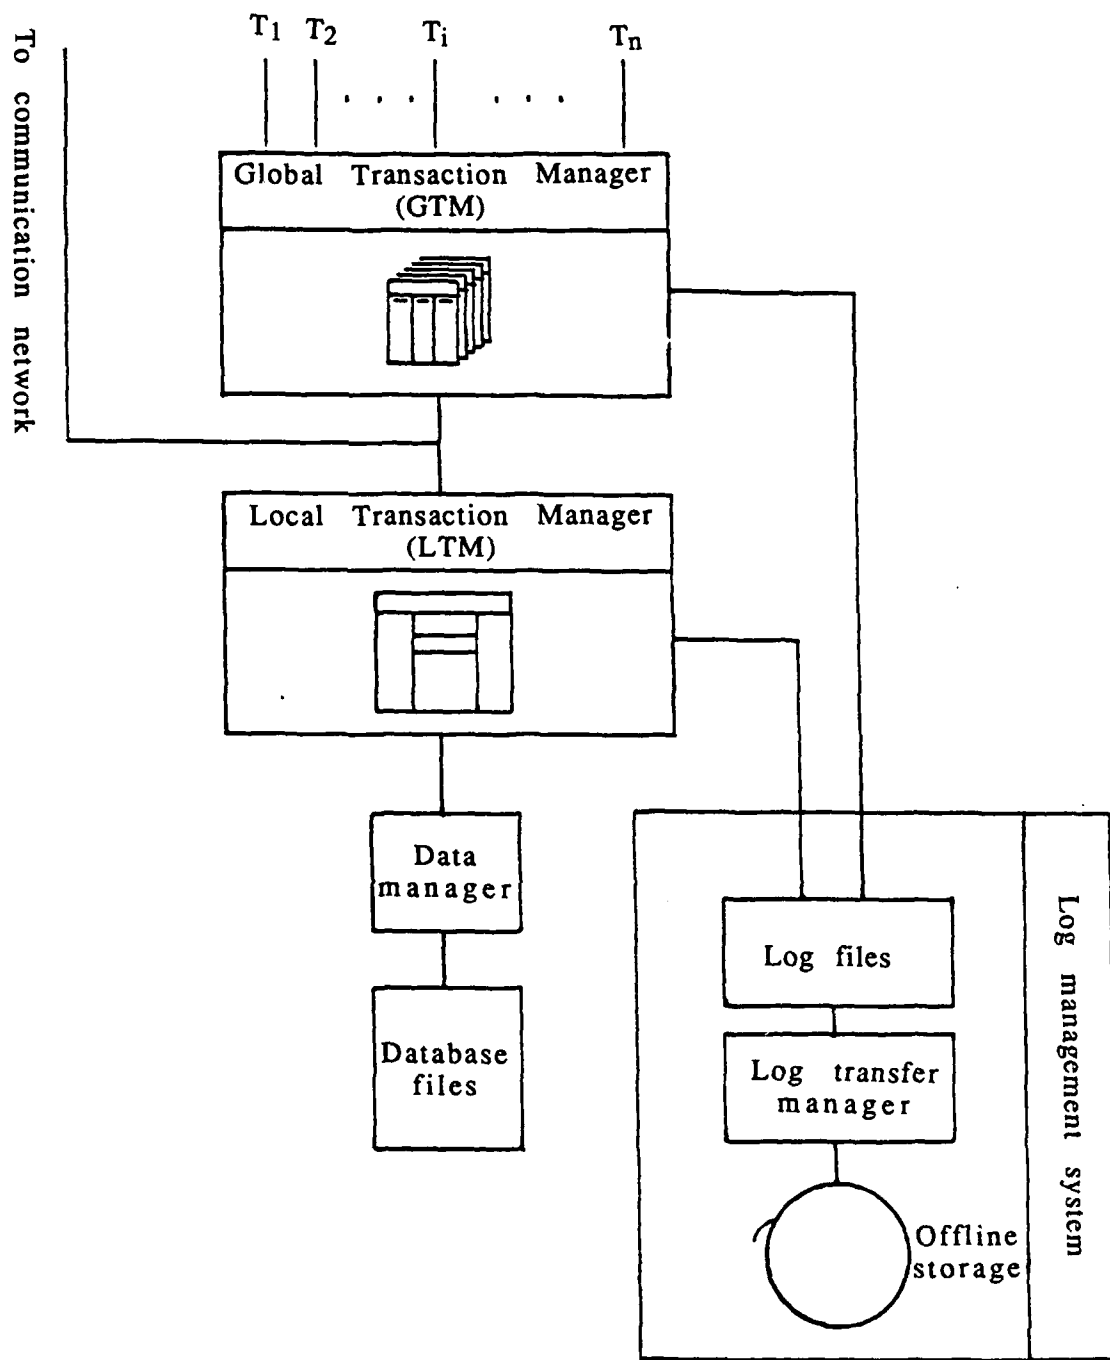 T1 T2 . . . Ti . . . Tn
To communication network
Global Transaction Manager
(GTM)
Local Transaction Manager
(LTM)
Data
manager
Database
files
Log files
Log transfer
manager
Offline
storage
Log management system